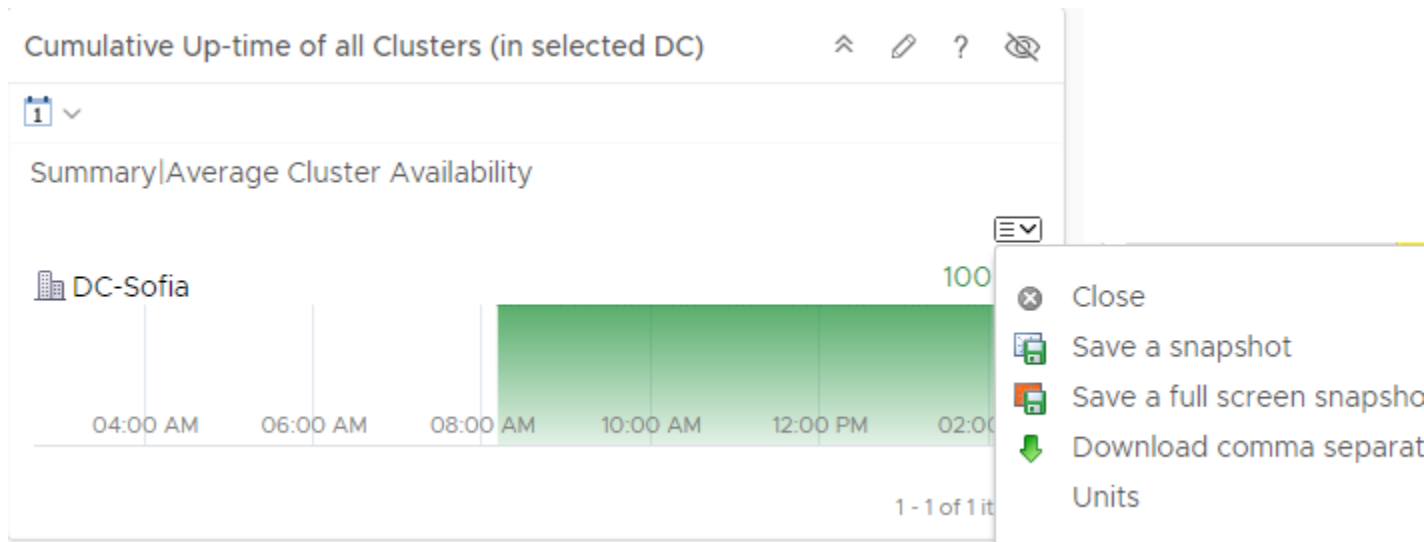 Cumulative Up-time of all Clusters (in selected DC) ?
1
Summary|Average Cluster Availability
DC-Sofia 100
04:00 AM 06:00 AM 08:00 AM 10:00 AM 12:00 PM 02:00
1 - 1 of 1 it
Close
Save a snapshot
Save a full screen snapsho
Download comma separat
Units